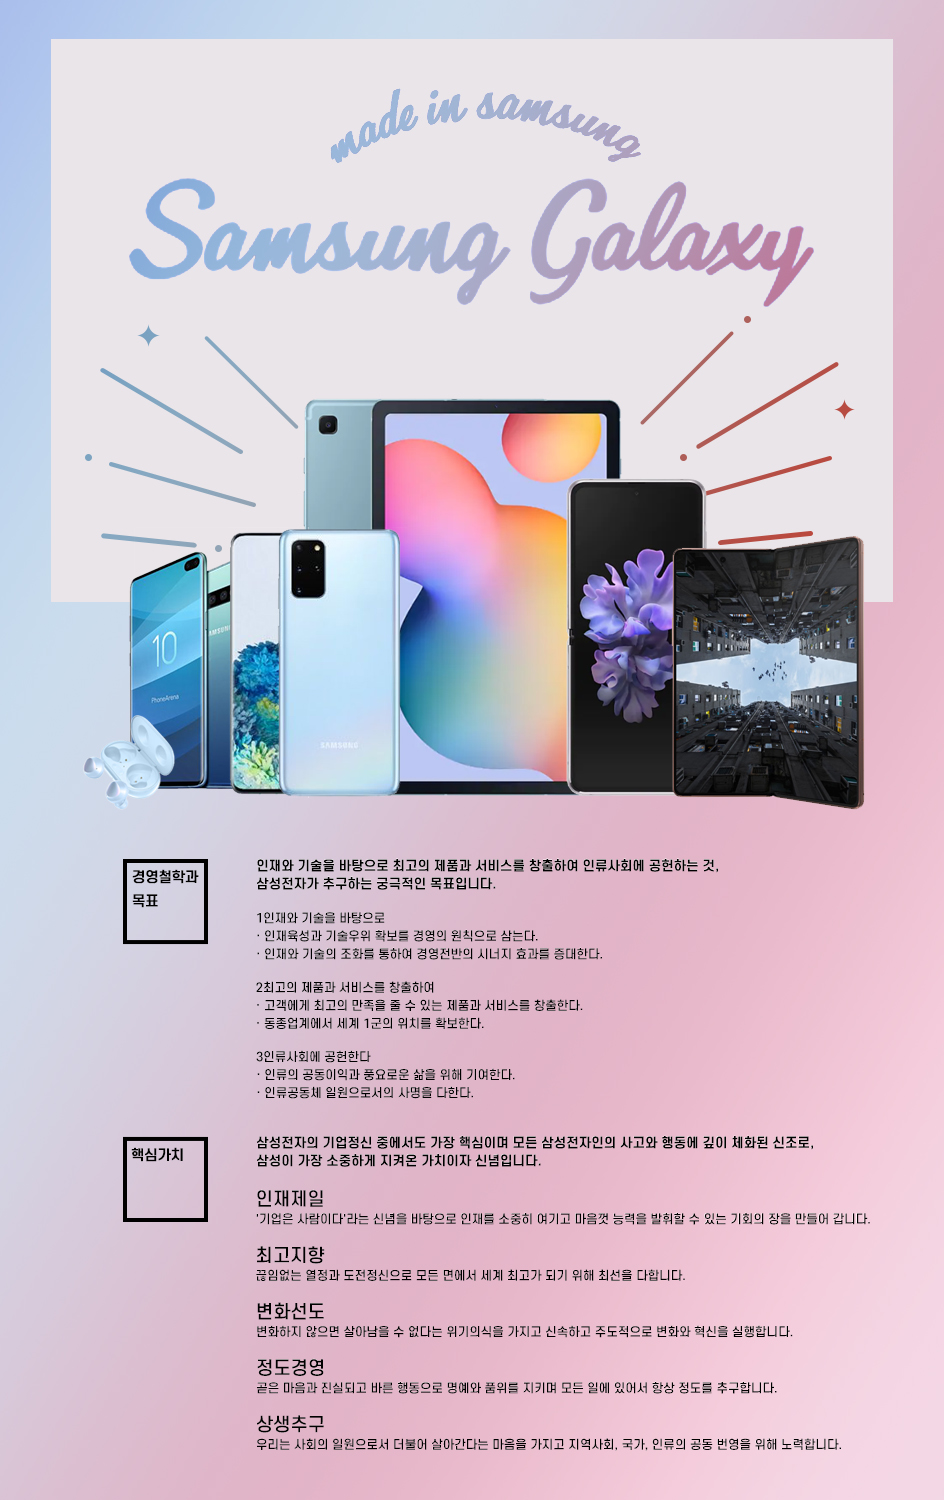 made in samsung
Samsung Galaxy
10
PhoneArena
SAMSUNG
SAMSUNG
경영철학과
목표
인재와 기술을 바탕으로 최고의 제품과 서비스를 창출하여 인류사회에 공헌하는 것,
삼성전자가 추구하는 궁극적인 목표입니다.
1인재와 기술을 바탕으로
· 인재육성과 기술우위 확보를 경영의 원칙으로 삼는다.
· 인재와 기술의 조화를 통하여 경영전반의 시너지 효과를 증대한다.
2최고의 제품과 서비스를 창출하여
· 고객에게 최고의 만족을 줄 수 있는 제품과 서비스를 창출한다.
· 동종업계에서 세계 1군의 위치를 확보한다.
3인류사회에 공헌한다
· 인류의 공동이익과 풍요로운 삶을 위해 기여한다.
· 인류공동체 일원으로서의 사명을 다한다.
핵심가치
삼성전자의 기업정신 중에서도 가장 핵심이며 모든 삼성전자인의 사고와 행동에 깊이 체화된 신조로,
삼성이 가장 소중하게 지켜온 가치이자 신념입니다.
인재제일
'기업은 사람이다'라는 신념을 바탕으로 인재를 소중히 여기고 마음껏 능력을 발휘할 수 있는 기회의 장을 만들어 갑니다.
최고지향
끊임없는 열정과 도전정신으로 모든 면에서 세계 최고가 되기 위해 최선을 다합니다.
변화선도
변화하지 않으면 살아남을 수 없다는 위기의식을 가지고 신속하고 주도적으로 변화와 혁신을 실행합니다.
정도경영
곧은 마음과 진실되고 바른 행동으로 명예와 품위를 지키며 모든 일에 있어서 항상 정도를 추구합니다.
상생추구
우리는 사회의 일원으로서 더불어 살아간다는 마음을 가지고 지역사회, 국가, 인류의 공동 번영을 위해 노력합니다.